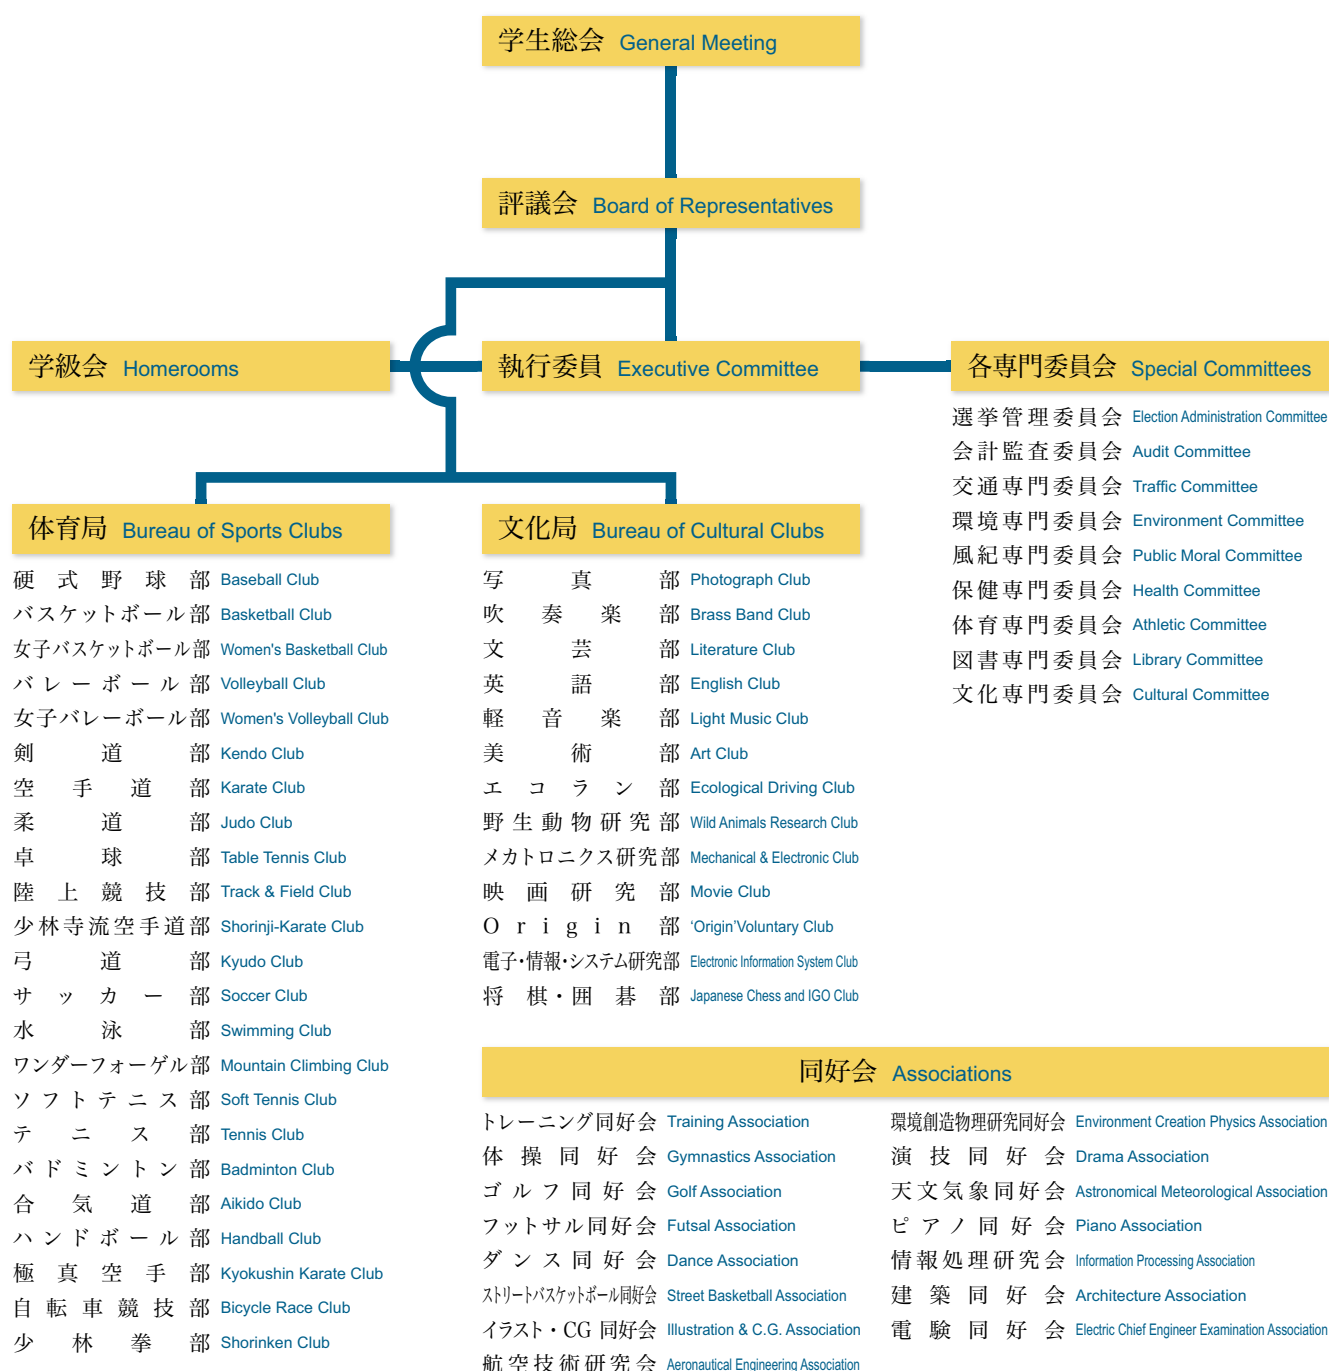 学生総会 General Meeting
評議会 Board of Representatives
学級会 Homerooms
執行委員 Executive Committee
各専門委員会 Special Committees
選挙管理委員会 Election Administration Committee
会計監査委員会 Audit Committee
交通専門委員会 Traffic Committee
環境専門委員会 Environment Committee
風紀専門委員会 Public Moral Committee
保健専門委員会 Health Committee
体育専門委員会 Athletic Committee
図書専門委員会 Library Committee
文化専門委員会 Cultural Committee
体育局 Bureau of Sports Clubs
硬式野球部 Baseball Club
バスケットボール部 Basketball Club
女子バスケットボール部 Women's Basketball Club
バレーボール部 Volleyball Club
女子バレーボール部 Women's Volleyball Club
剣道部 Kendo Club
空手道部 Karate Club
柔道部 Judo Club
卓球部 Table Tennis Club
陸上競技部 Track & Field Club
少林寺流空手道部 Shorinji-Karate Club
弓道部 Kyudo Club
サッカー部 Soccer Club
水泳部 Swimming Club
ワンダーフォーゲル部 Mountain Climbing Club
ソフトテニス部 Soft Tennis Club
テニス部 Tennis Club
バドミントン部 Badminton Club
合気道部 Aikido Club
ハンドボール部 Handball Club
極真空手部 Kyokushin Karate Club
自転車競技部 Bicycle Race Club
少林拳部 Shorinken Club
文化局 Bureau of Cultural Clubs
写真部 Photograph Club
吹奏楽部 Brass Band Club
文芸部 Literature Club
英語部 English Club
軽音楽部 Light Music Club
美術部 Art Club
エコラン部 Ecological Driving Club
野生動物研究部 Wild Animals Research Club
メカトロニクス研究部 Mechanical & Electronic Club
映画研究部 Movie Club
Origin部 ‘Origin’Voluntary Club
電子・情報・システム研究部 Electronic Information System Club
将棋・囲碁部 Japanese Chess and IGO Club
同好会 Associations
トレーニング同好会 Training Association
体操同好会 Gymnastics Association
ゴルフ同好会 Golf Association
フットサル同好会 Futsal Association
ダンス同好会 Dance Association
ストリートバスケットボール同好会 Street Basketball Association
イラスト・CG 同好会 Illustration & C.G. Association
航空技術研究会 Aeronautical Engineering Association
環境創造物理研究同好会 Environment Creation Physics Association
演技同好会 Drama Association
天文気象同好会 Astronomical Meteorological Association
ピアノ同好会 Piano Association
情報処理研究会 Information Processing Association
建築同好会 Architecture Association
電験同好会 Electric Chief Engineer Examination Association